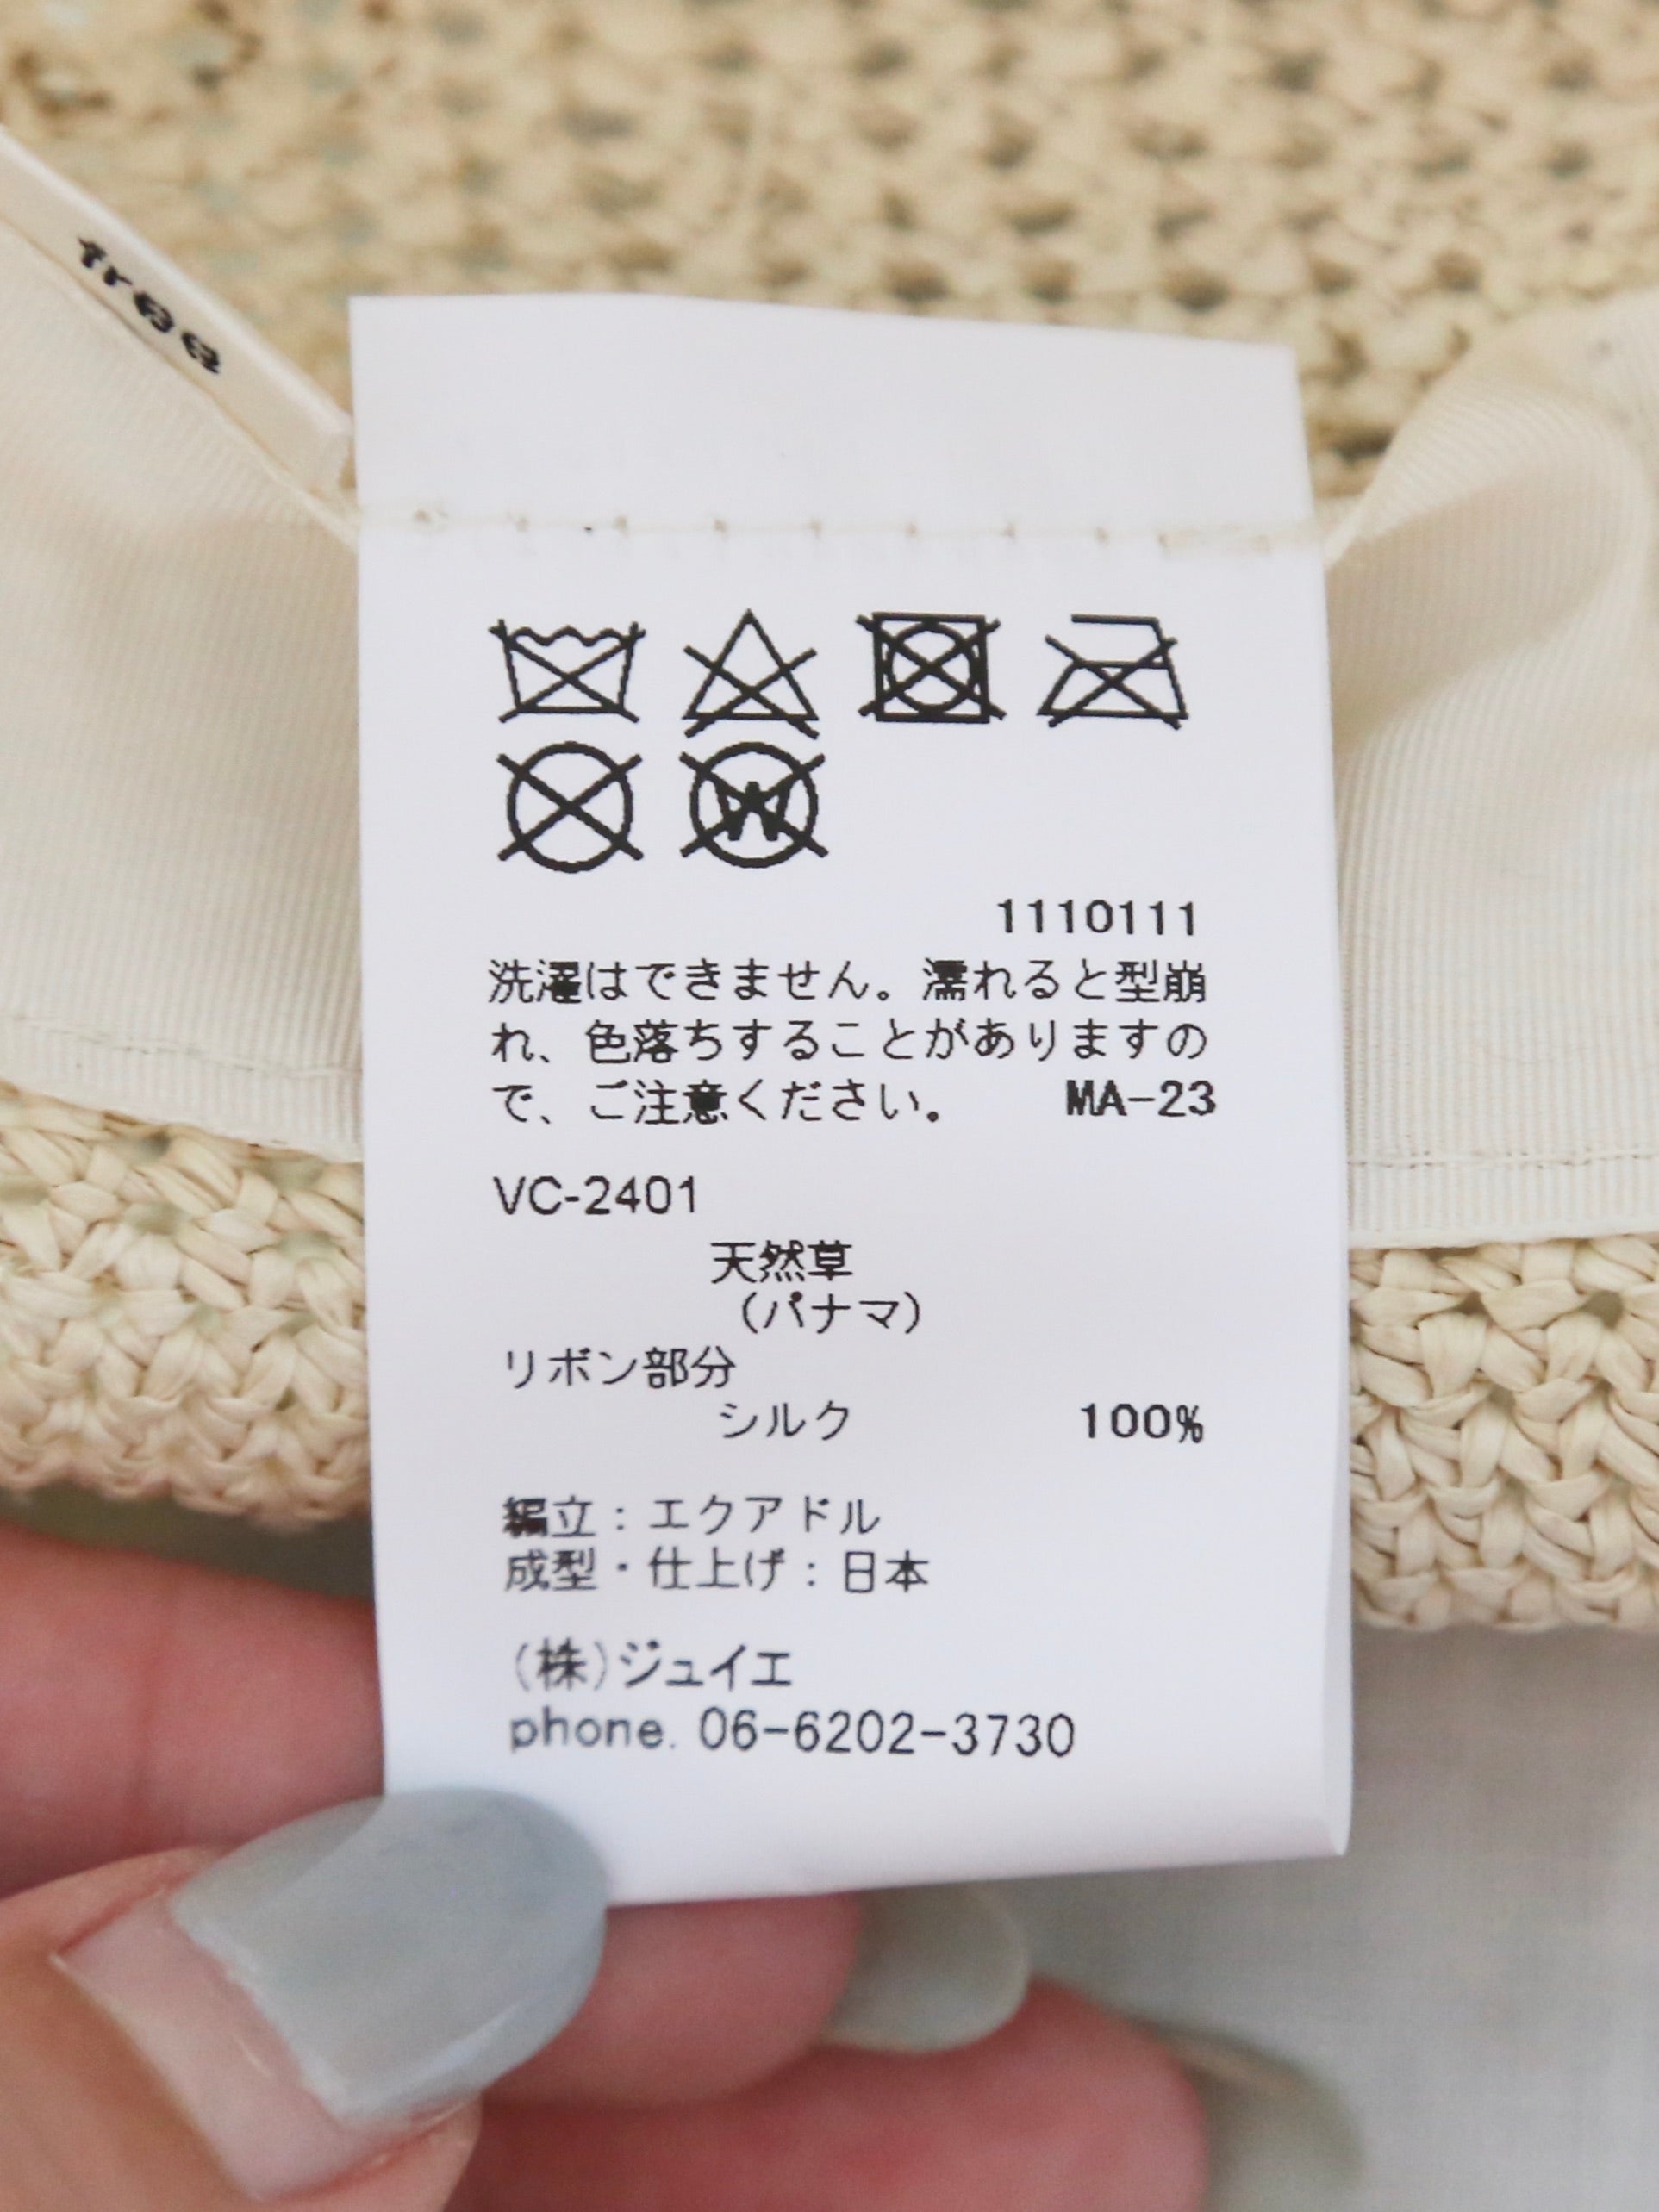 free
1110111
洗濯はできません。濡れると型崩
れ、色落ちすることがありますの
で、ご注意ください。 MA-23
VC-2401
天然草
(パナマ)
リボン部分
シルク 100%
編立：エクアドル
成型・仕上げ：日本
(株)ジュイエ
phone. 06-6202-3730